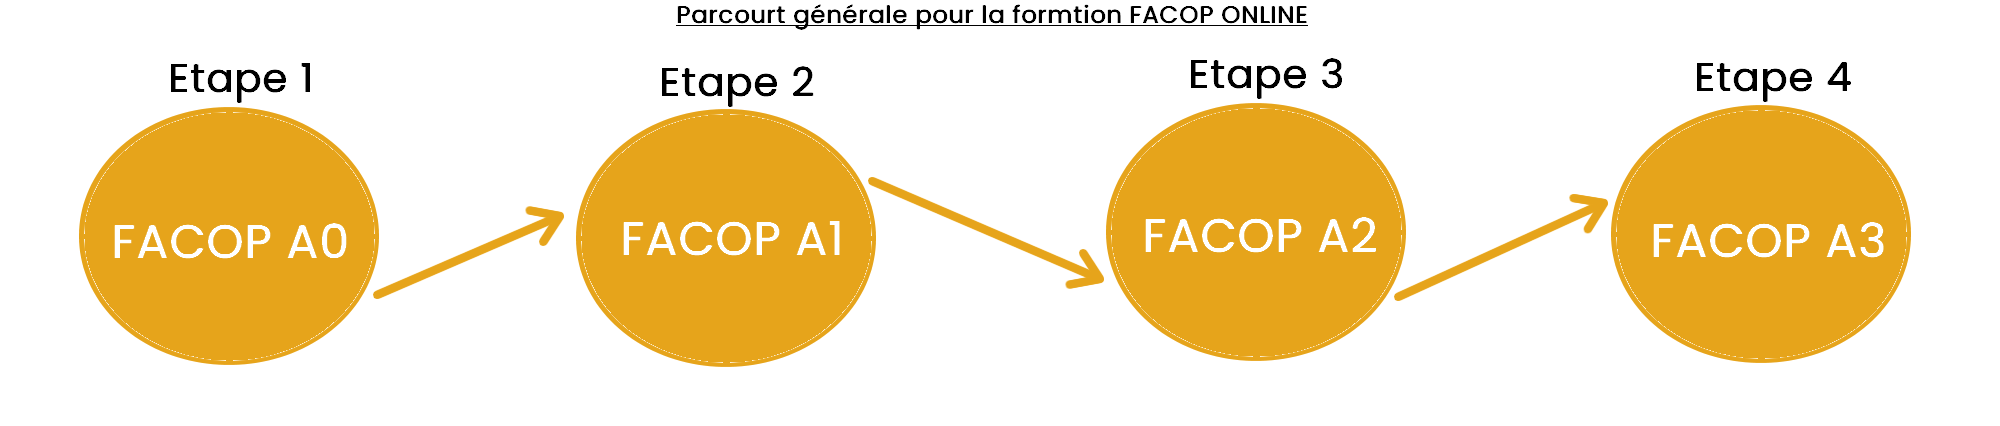 Parcourt générale pour la formtion FACOP ONLINE
Etape 1
Etape 2
Etape 3
Etape 4
FACOP A0
FACOP A1
FACOP A2
FACOP A3